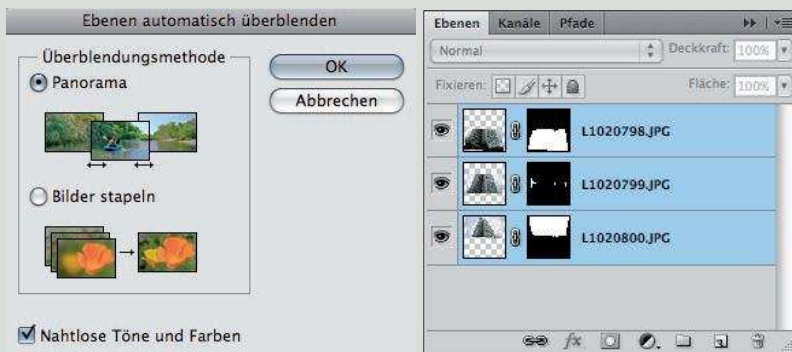 Ebenen automatisch überblenden
Überblendungsmethode
Panorama
Bilder stapeln
Nahtlose Töne und Farben
OK
Abbrechen
Ebenen Kanäle Pfade
Normal Deckkraft: 100%
Fixieren: Fläche: 100%
L1020798.JPG
L1020799.JPG
L1020800.JPG
fx